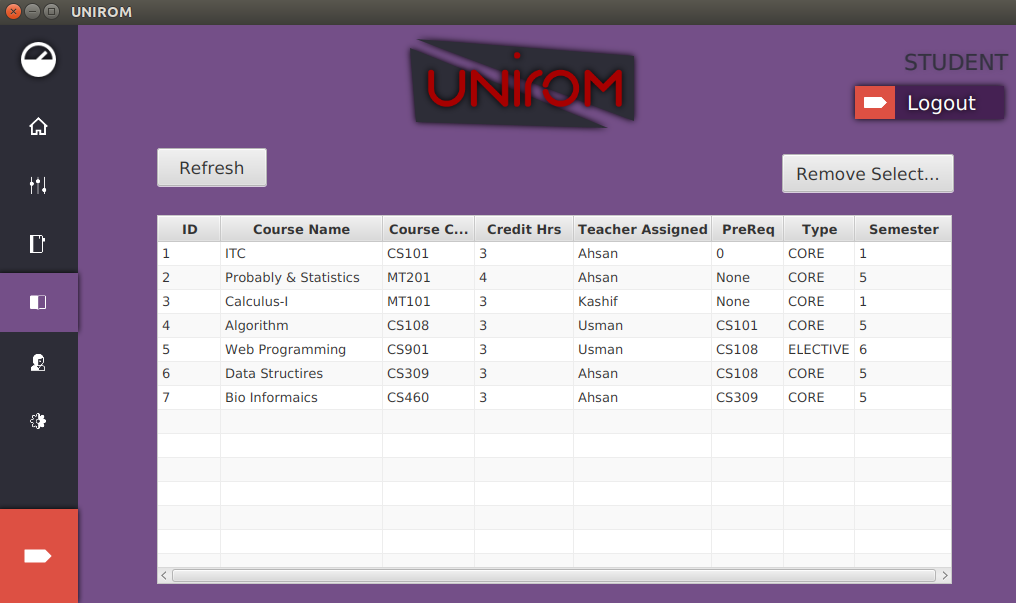 UNIROM
UNIROM
STUDENT
Logout
Refresh
Remove Select...
ID Course Name Course C... Credit Hrs Teacher Assigned PreReq Type Semester
1 ITC CS101 3 Ahsan 0 CORE 1
2 Probably & Statistics MT201 4 Ahsan None CORE 5
3 Calculus-I MT101 3 Kashif None CORE 1
4 Algorithm CS108 3 Usman CS101 CORE 5
5 Web Programming CS901 3 Usman CS108 ELECTIVE 6
6 Data Structires CS309 3 Ahsan CS108 CORE 5
7 Bio Informaics CS460 3 Ahsan CS309 CORE 5